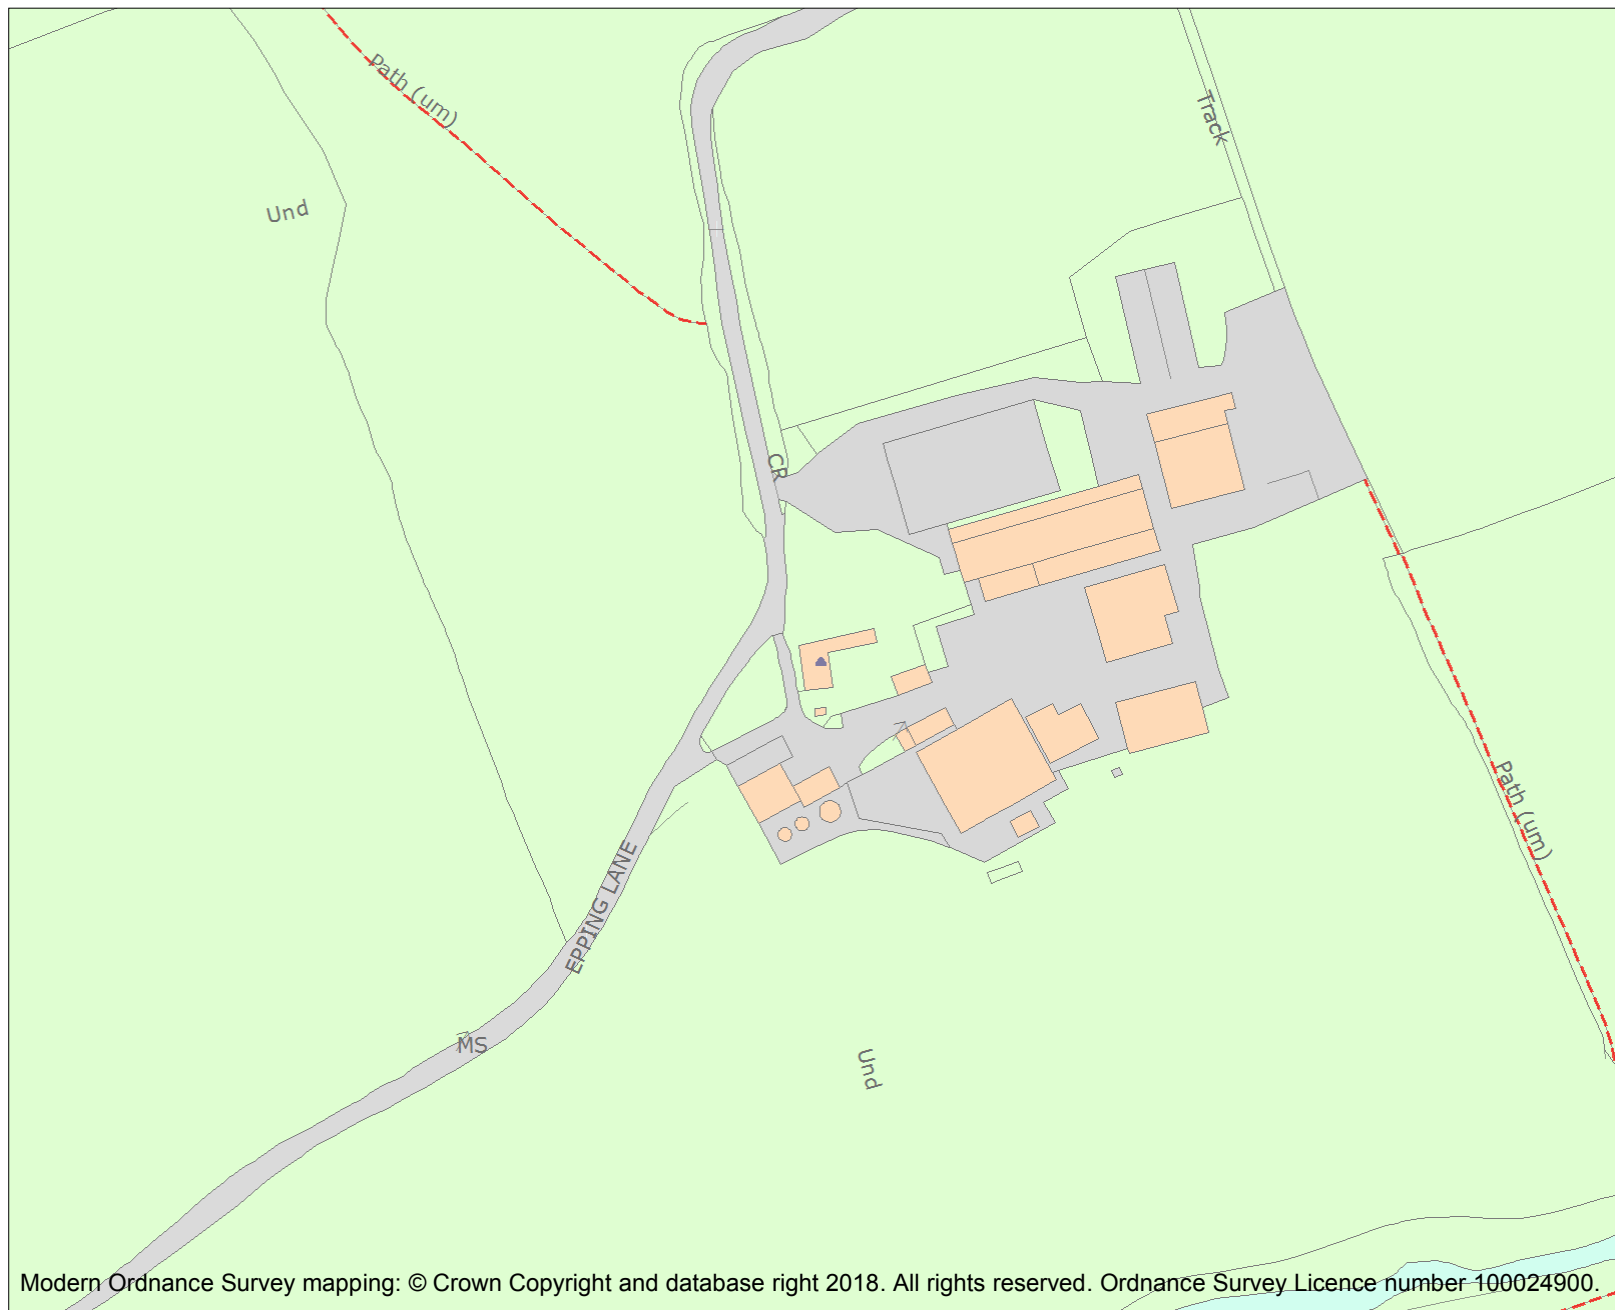 Path (um)
Track
Und
CR
Path (um)
EPPING LANE
MS
Und
Modern Ordnance Survey mapping: © Crown Copyright and database right 2018. All rights reserved. Ordnance Survey Licence number 100024900.